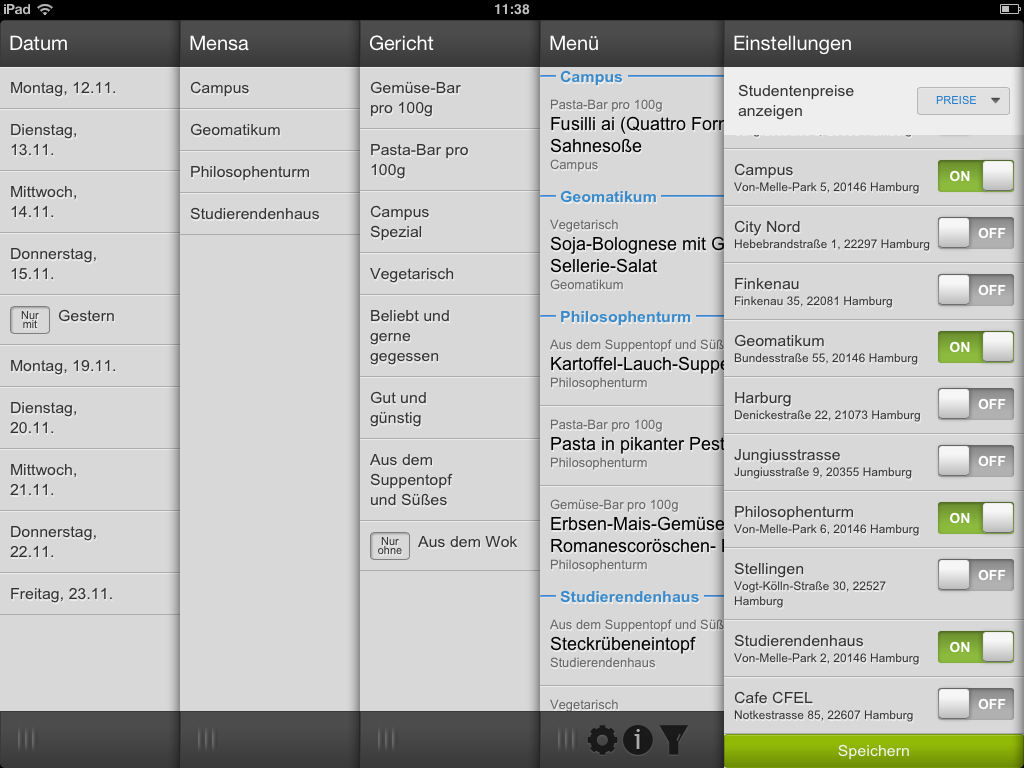 iPad
11:38
Datum
Montag, 12.11.
Dienstag,
13.11.
Mittwoch,
14.11.
Donnerstag,
15.11.
Nur
mit
Gestern
Montag, 19.11.
Dienstag,
20.11.
Mittwoch,
21.11.
Donnerstag,
22.11.
Freitag, 23.11.
Mensa
Campus
Geomatikum
Philosophenturm
Studierendenhaus
Gericht
Gemüse-Bar
pro 100g
Pasta-Bar pro
100g
Campus
Spezial
Vegetarisch
Beliebt und
gerne
gegessen
Gut und
günstig
Aus dem
Suppentopf
und Süßes
Nur
ohne
Aus dem Wok
Menü
Campus
Pasta-Bar pro 100g
Fusilli ai (Quattro Forn
Sahnesoße
Campus
Geomatikum
Vegetarisch
Soja-Bolognese mit G
Sellerie-Salat
Geomatikum
Philosophenturm
Aus dem Suppentopf und Süß
Kartoffel-Lauch-Suppe
Philosophenturm
Pasta-Bar pro 100g
Pasta in pikanter Pest
Philosophenturm
Gemüse-Bar pro 100g
Erbsen-Mais-Gemüse
Romanescoröschen-
Philosophenturm
Studierendenhaus
Aus dem Suppentopf und Süß
Steckrübeneintopf
Studierendenhaus
Vegetarisch
Einstellungen
Studentenpreise
anzeigen
PREISE
Campus
Von-Melle-Park 5, 20146 Hamburg
ON
City Nord
Hebebrandstraße 1, 22297 Hamburg
OFF
Finkenau
Finkenau 35, 22081 Hamburg
OFF
Geomatikum
Bundesstraße 55, 20146 Hamburg
ON
Harburg
Denickestraße 22, 21073 Hamburg
OFF
Jungiusstrasse
Jungiusstraße 9, 20355 Hamburg
OFF
Philosophenturm
Von-Melle-Park 6, 20146 Hamburg
ON
Stellingen
Vogt-Kölln-Straße 30, 22527
Hamburg
OFF
Studierendenhaus
Von-Melle-Park 2, 20146 Hamburg
ON
Cafe CFEL
Notkestrasse 85, 22607 Hamburg
OFF
Speichern